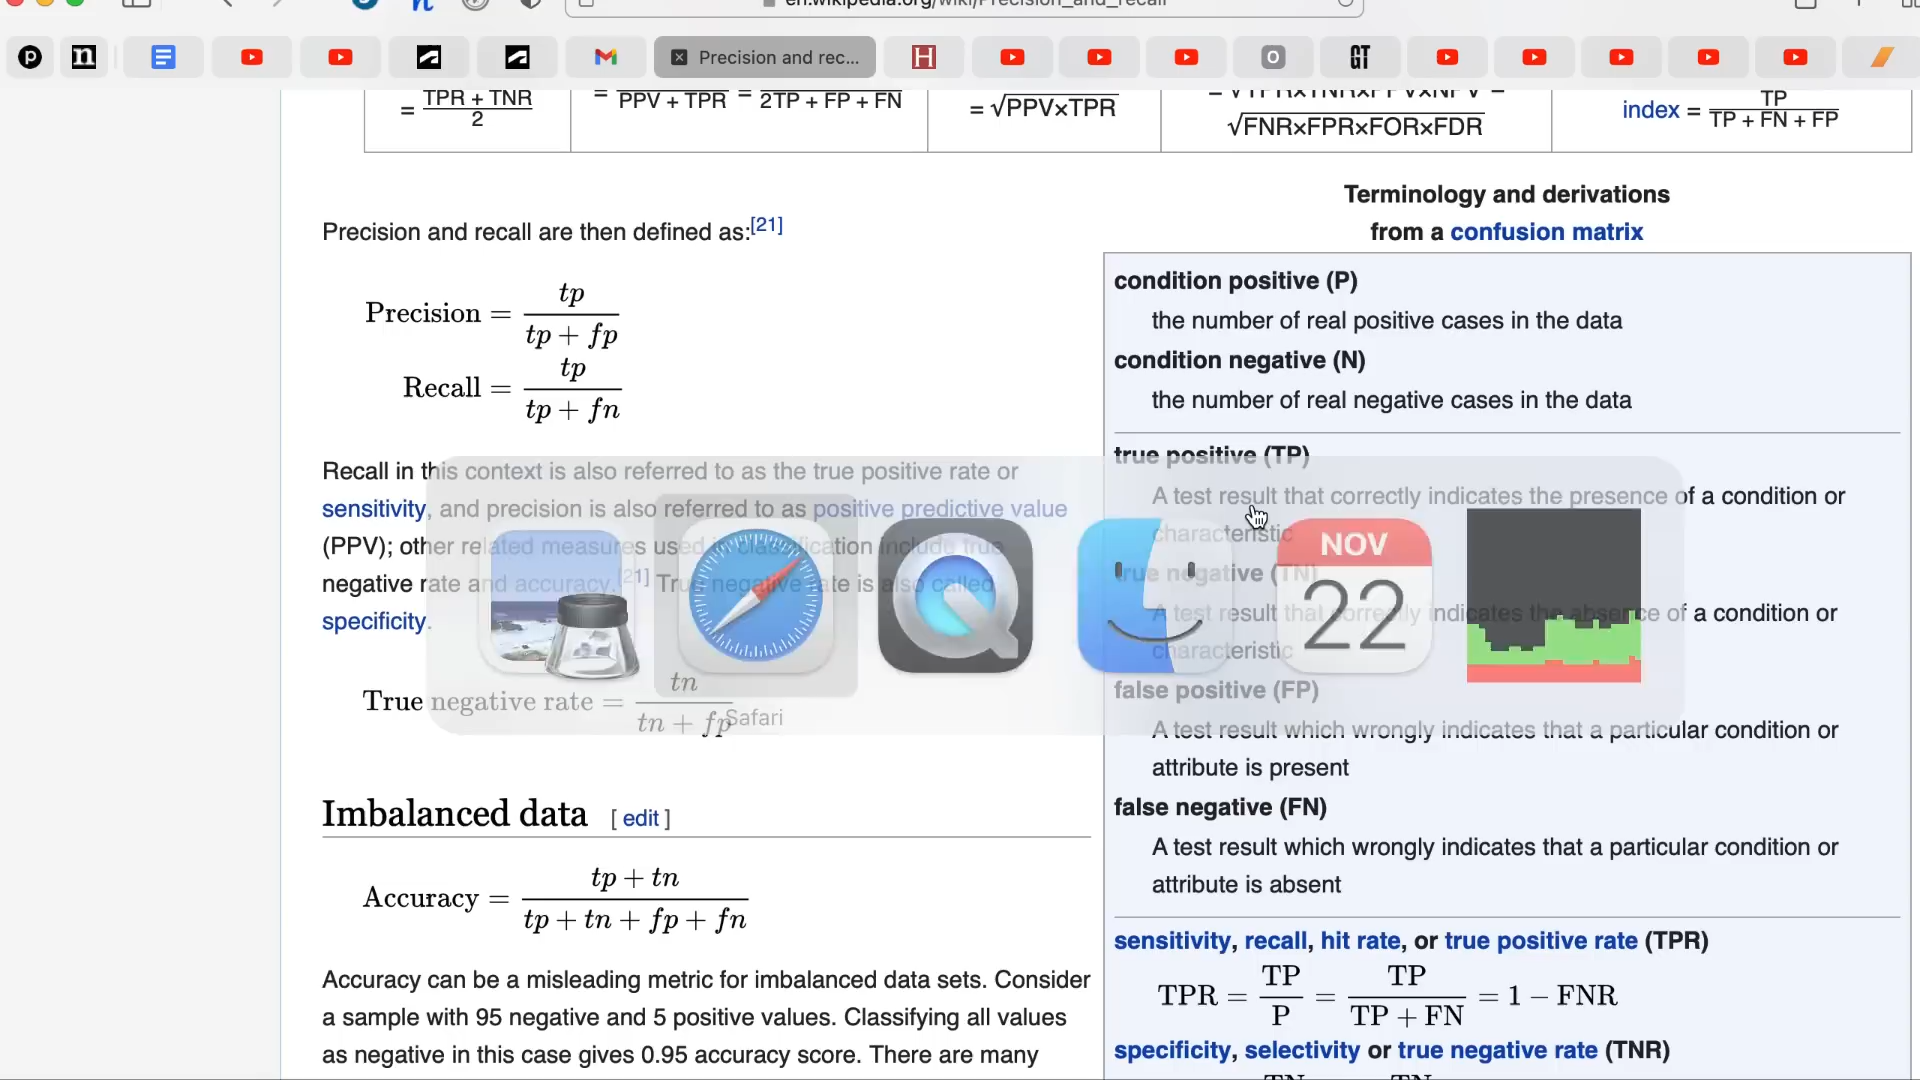 en.wikipedia.org/wiki/Precision_and_recall
Precision and rec...
= TPR + TNR / 2
= PPV + TPR = 2TP + FP + FN
= √PPV×TPR
= √TPR×TNR×PPV×NPV −
√FNR×FPR×FOR×FDR
index = TP / TP + FN + FP
Precision and recall are then defined as:[21]
Precision = tp / tp + fp
Recall = tp / tp + fn
Recall in this context is also referred to as the true positive rate or
sensitivity, and precision is also referred to as positive predictive value
(PPV); other related measures used in classification include true
negative rate and accuracy.[21] True negative rate is also called
specificity.
True negative rate = tn / tn + fp
Imbalanced data [ edit ]
Accuracy = tp + tn / tp + tn + fp + fn
Accuracy can be a misleading metric for imbalanced data sets. Consider
a sample with 95 negative and 5 positive values. Classifying all values
as negative in this case gives 0.95 accuracy score. There are many
Terminology and derivations
from a confusion matrix
condition positive (P)
the number of real positive cases in the data
condition negative (N)
the number of real negative cases in the data
true positive (TP)
A test result that correctly indicates the presence of a condition or
characteristic
true negative (TN)
A test result that correctly indicates the absence of a condition or
characteristic
false positive (FP)
A test result which wrongly indicates that a particular condition or
attribute is present
false negative (FN)
A test result which wrongly indicates that a particular condition or
attribute is absent
sensitivity, recall, hit rate, or true positive rate (TPR)
TPR = TP / P = TP / TP + FN = 1 − FNR
specificity, selectivity or true negative rate (TNR)
Safari
NOV
22